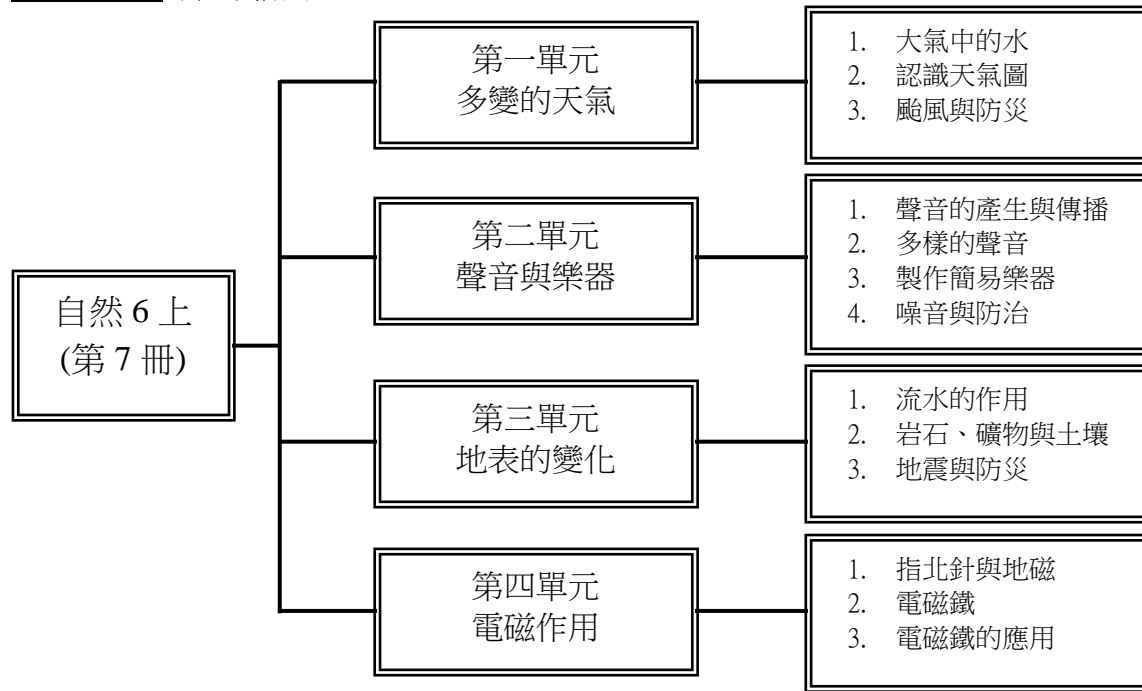 自然 6 上
(第 7 冊)
第一單元
多變的天氣
1. 大氣中的水
2. 認識天氣圖
3. 颱風與防災
第二單元
聲音與樂器
1. 聲音的產生與傳播
2. 多樣的聲音
3. 製作簡易樂器
4. 噪音與防治
第三單元
地表的變化
1. 流水的作用
2. 岩石、礦物與土壤
3. 地震與防災
第四單元
電磁作用
1. 指北針與地磁
2. 電磁鐵
3. 電磁鐵的應用